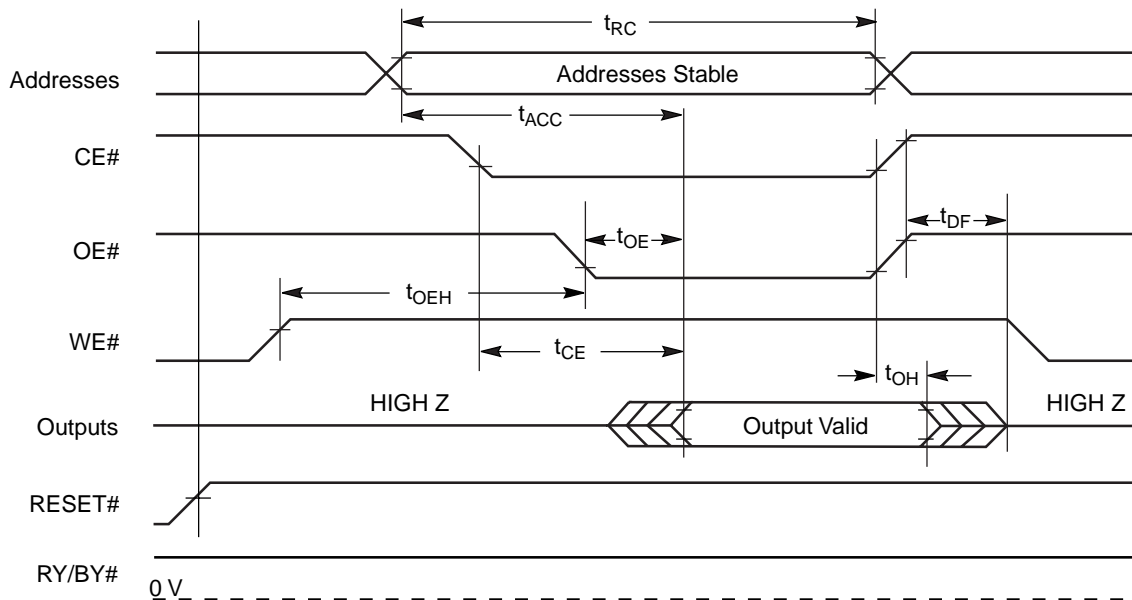 tRC
Addresses
Addresses Stable
tACC
CE#
tDF
OE#
tOE
tOEH
WE#
tCE
tOH
HIGH Z
HIGH Z
Outputs
Output Valid
RESET#
RY/BY#
0 V